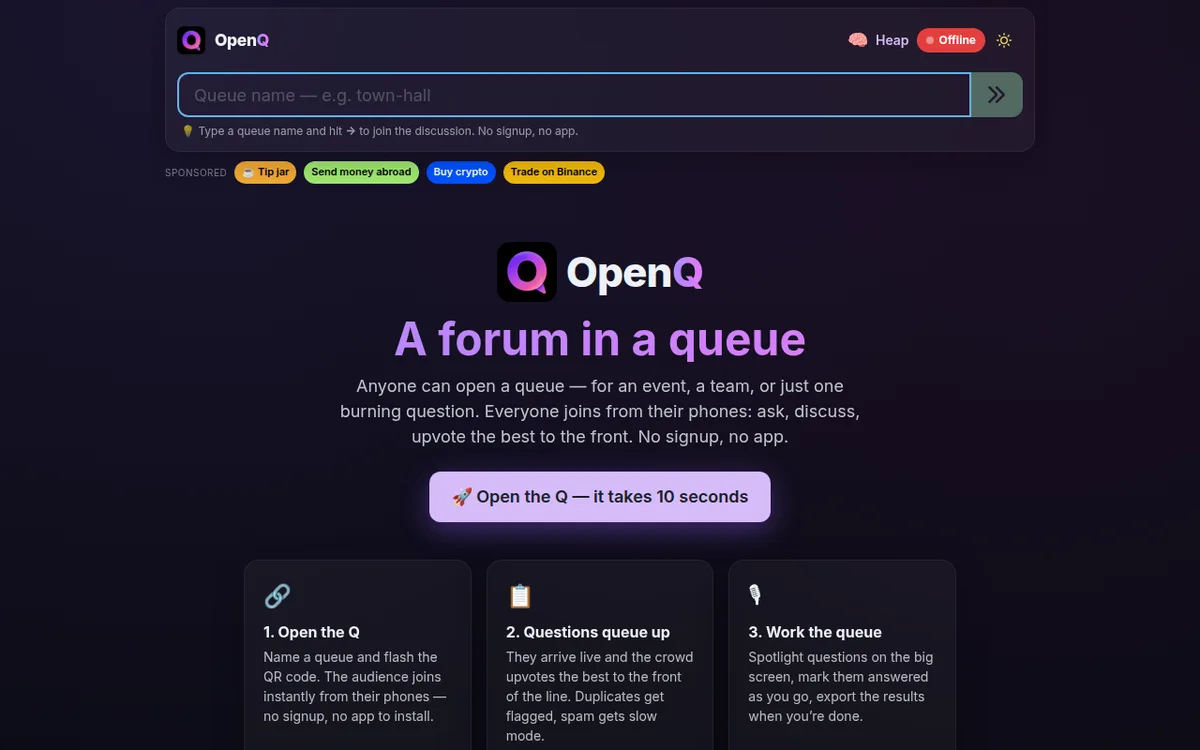 OpenQ
🧠 Heap
Offline
Queue name — e.g. town-hall
💡 Type a queue name and hit → to join the discussion. No signup, no app.
SPONSORED
☕ Tip jar
Send money abroad
Buy crypto
Trade on Binance
OpenQ
A forum in a queue
Anyone can open a queue — for an event, a team, or just one
burning question. Everyone joins from their phones: ask, discuss,
upvote the best to the front. No signup, no app.
🚀 Open the Q — it takes 10 seconds
1. Open the Q
Name a queue and flash the
QR code. The audience joins
instantly from their phones —
no signup, no app to install.
2. Questions queue up
They arrive live and the crowd
upvotes the best to the front
of the line. Duplicates get
flagged, spam gets slow
mode.
3. Work the queue
Spotlight questions on the big
screen, mark them answered
as you go, export the results
when you’re done.